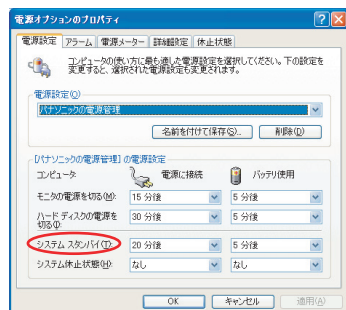 電源オプションのプロパティ
電源設定 アラーム 電源メーター 詳細設定 休止状態
コンピュータの使い方に最も適した電源設定を選択してください。下の設定を
変更すると、選択された電源設定も変更されます。
電源設定(O)
パナソニックの電源管理
名前を付けて保存(S)... 削除(D)
[パナソニックの電源管理] の電源設定
コンピュータ: 電源に接続 バッテリ使用
モニタの電源を切る(M): 15 分後 5 分後
ハード ディスクの電源を 30 分後 5 分後
切る(I):
システム スタンバイ(T): 20 分後 5 分後
システム休止状態(H): なし なし
OK キャンセル 適用(A)